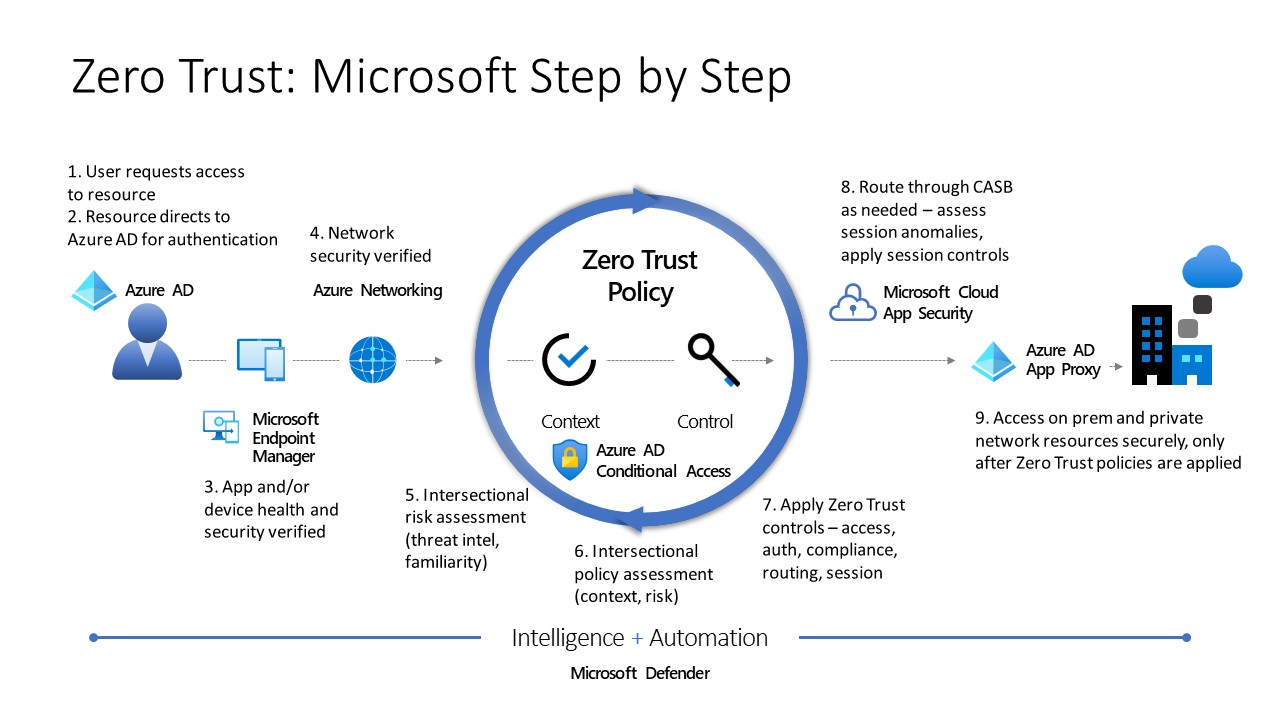 Zero Trust: Microsoft Step by Step
1. User requests access
to resource
2. Resource directs to
Azure AD for authentication
Azure AD
Microsoft
Endpoint
Manager
3. App and/or
device health and
security verified
4. Network
security verified
Azure Networking
5. Intersectional
risk assessment
(threat intel,
familiarity)
Zero Trust
Policy
Context
Control
Azure AD
Conditional Access
6. Intersectional
policy assessment
(context, risk)
7. Apply Zero Trust
controls – access,
auth, compliance,
routing, session
8. Route through CASB
as needed – assess
session anomalies,
apply session controls
Microsoft Cloud
App Security
Azure AD
App Proxy
9. Access on prem and private
network resources securely, only
after Zero Trust policies are applied
Intelligence + Automation
Microsoft Defender